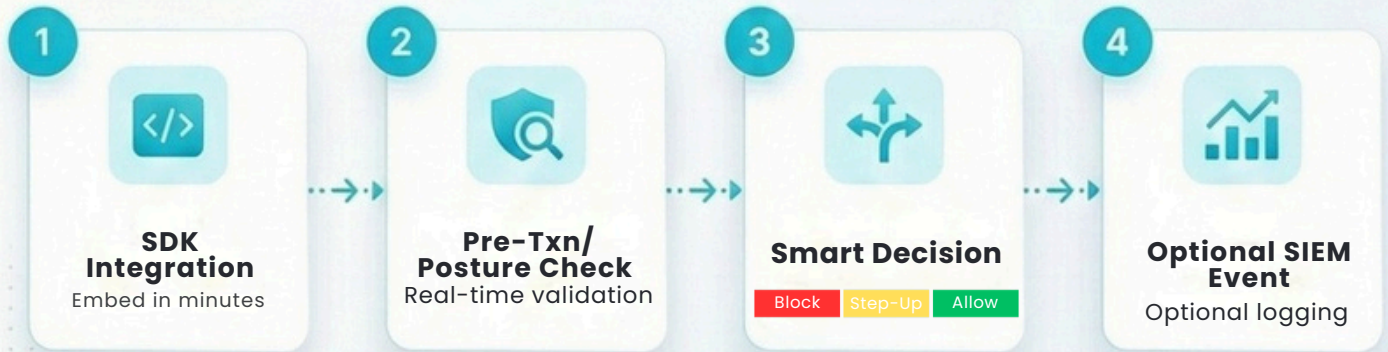 1
SDK
Integration
Embed in minutes
2
Pre-Txn/
Posture Check
Real-time validation
3
Smart Decision
Block
Step-Up
Allow
4
Optional SIEM
Event
Optional logging